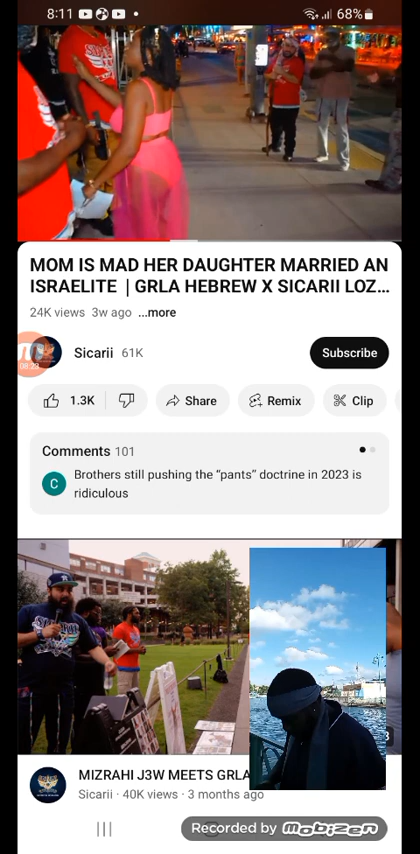 8:11
68%
MOM IS MAD HER DAUGHTER MARRIED AN
ISRAELITE | GRLA HEBREW X SICARII LOZ...
24K views 3w ago ...more
08:23
Sicarii 61K
Subscribe
1.3K
Share
Remix
Clip
Comments 101
C
Brothers still pushing the “pants” doctrine in 2023 is
ridiculous
MIZRAHI J3W MEETS GRLA
Sicarii · 40K views · 3 months ago
Recorded by Mobizen